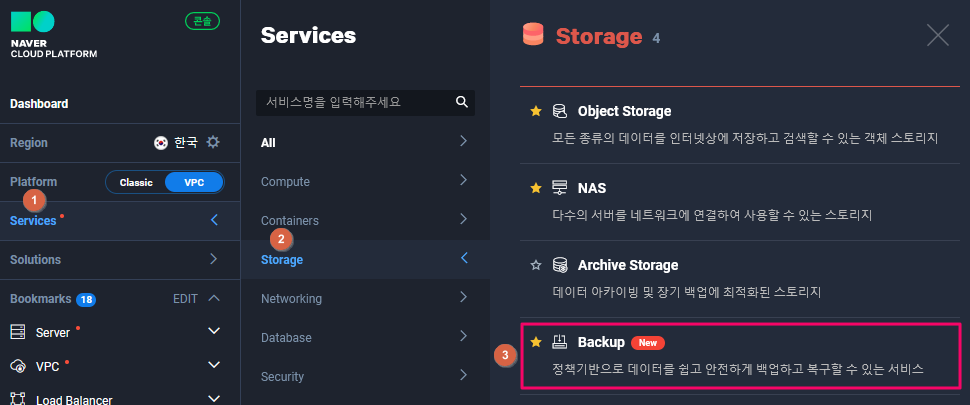 콘솔
NAVER
CLOUD PLATFORM
Dashboard
Region 한국
Platform Classic VPC
1
Services
Solutions
Bookmarks 18 EDIT
Server
VPC
Load Balancer
Services
서비스명을 입력해주세요
All
Compute
Containers
2
Storage
Networking
Database
Security
Storage 4
Object Storage
모든 종류의 데이터를 인터넷상에 저장하고 검색할 수 있는 객체 스토리지
NAS
다수의 서버를 네트워크에 연결하여 사용할 수 있는 스토리지
Archive Storage
데이터 아카이빙 및 장기 백업에 최적화된 스토리지
3
Backup New
정책기반으로 데이터를 쉽고 안전하게 백업하고 복구할 수 있는 서비스